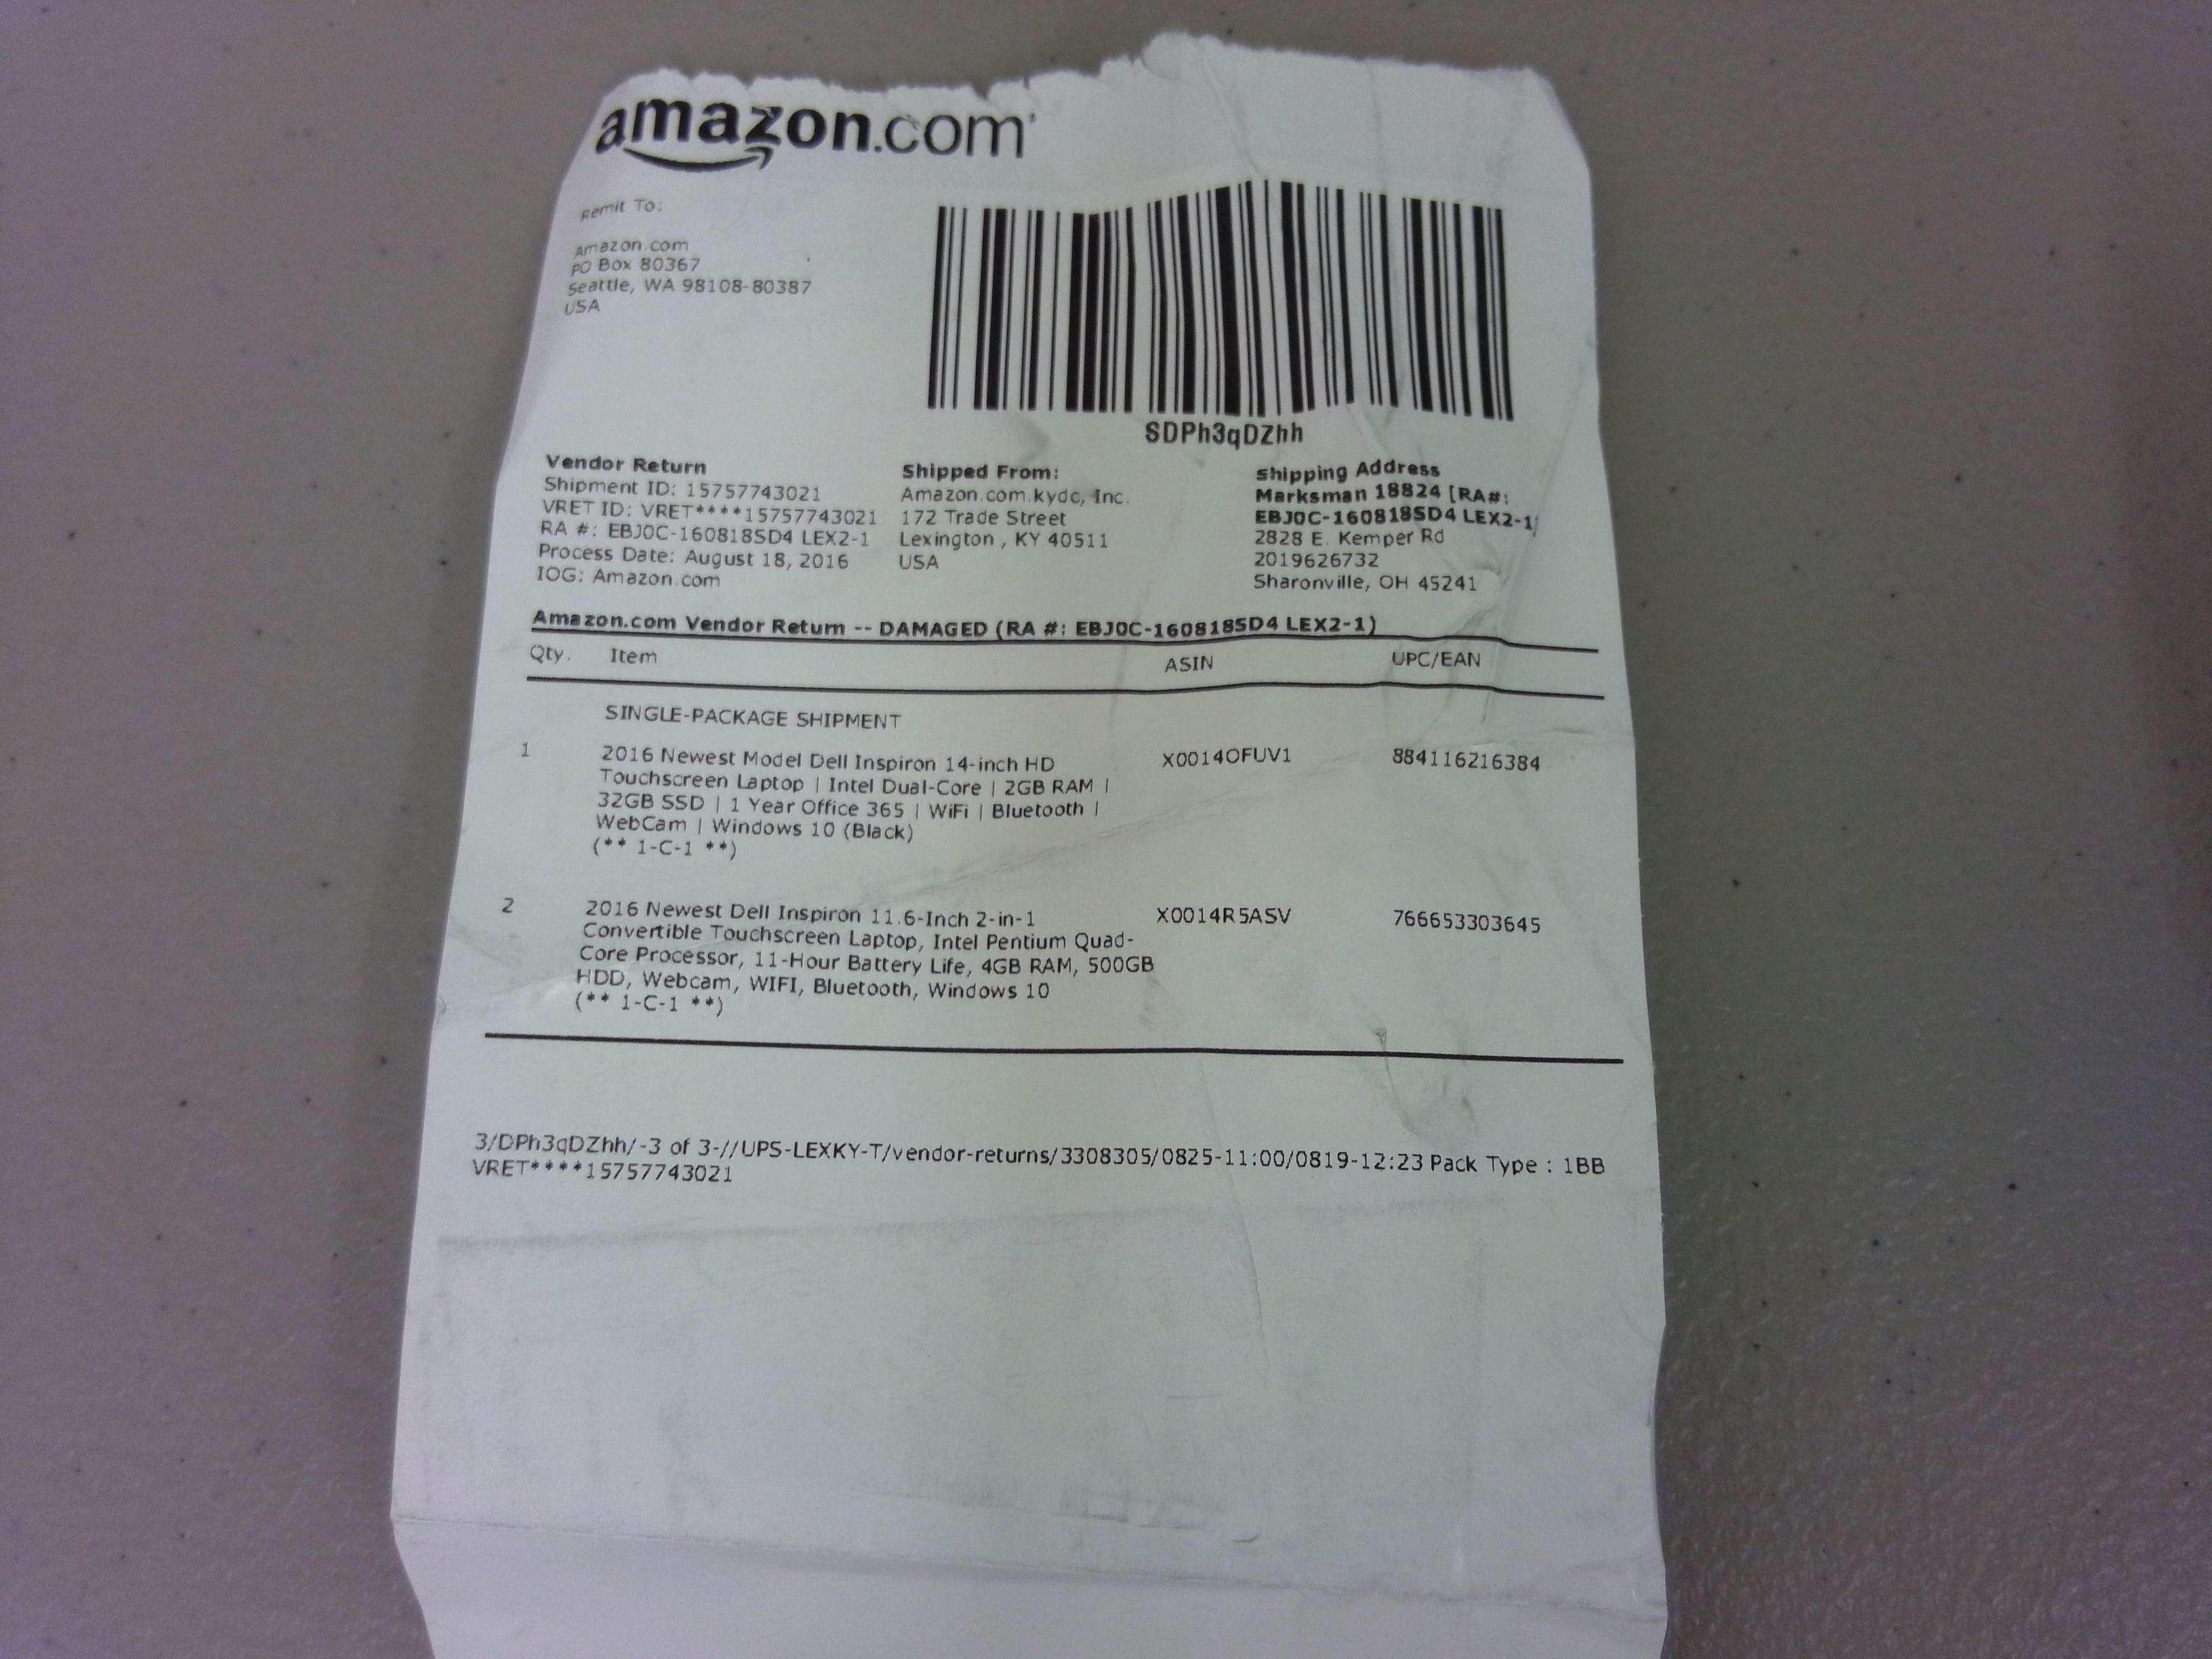 amazon.com
Remit To:
Amazon.com
PO Box 80367
Seattle, WA 98108-80387
USA
SDPh3qDZhh
Vendor Return
Shipment ID: 15757743021
VRET ID: VRET****15757743021
RA #: EBJ0C-160818SD4 LEX2-1
Process Date: August 18, 2016
IOG: Amazon.com
Shipped From:
Amazon.com.kydc, Inc.
172 Trade Street
Lexington , KY 40511
USA
Shipping Address
Marksman 18824 [RA#:
EBJ0C-160818SD4 LEX2-1]
2828 E. Kemper Rd
2019626732
Sharonville, OH 45241
Amazon.com Vendor Return -- DAMAGED (RA #: EBJ0C-160818SD4 LEX2-1)
Qty. Item ASIN UPC/EAN
SINGLE-PACKAGE SHIPMENT
1 2016 Newest Model Dell Inspiron 14-inch HD X0014OFUV1 884116216384
Touchscreen Laptop | Intel Dual-Core | 2GB RAM |
32GB SSD | 1 Year Office 365 | WiFi | Bluetooth |
WebCam | Windows 10 (Black)
(** 1-C-1 **)
2 2016 Newest Dell Inspiron 11.6-Inch 2-in-1 X0014R5ASV 766653303645
Convertible Touchscreen Laptop, Intel Pentium Quad-
Core Processor, 11-Hour Battery Life, 4GB RAM, 500GB
HDD, Webcam, WIFI, Bluetooth, Windows 10
(** 1-C-1 **)
3/DPh3qDZhh/-3 of 3-//UPS-LEXKY-T/vendor-returns/3308305/0825-11:00/0819-12:23 Pack Type : 1BB
VRET****15757743021